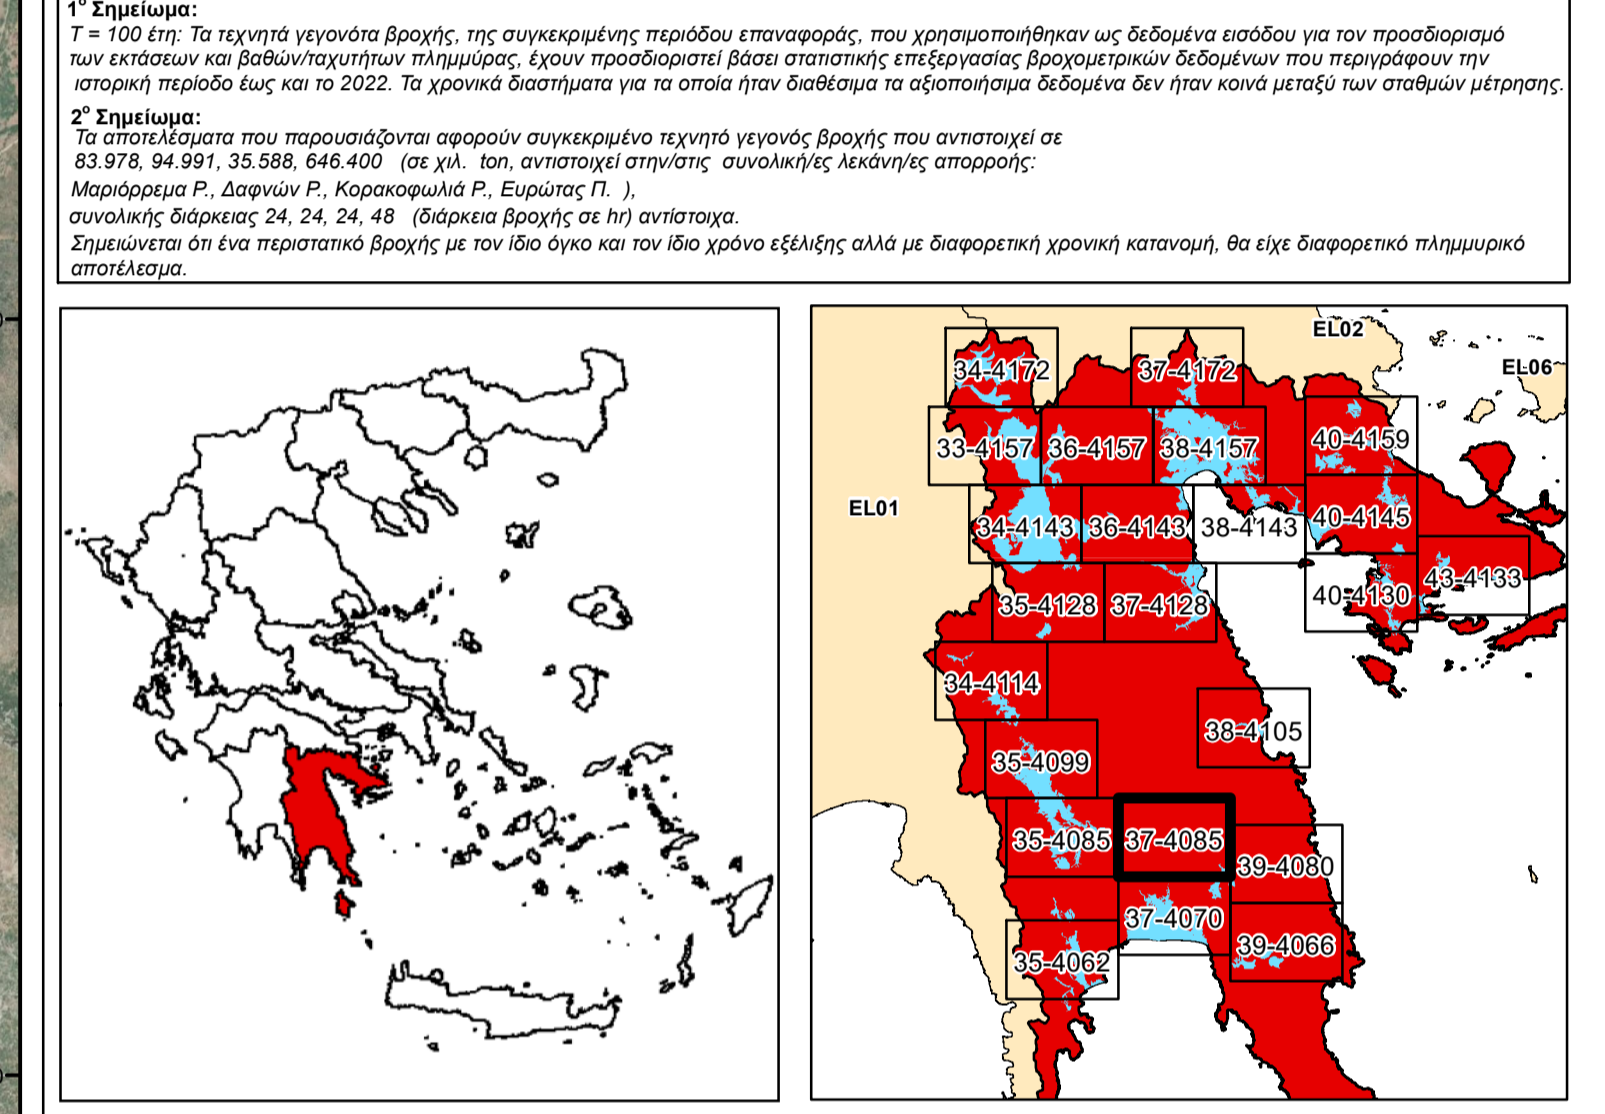 1ο Σημείωμα:
T = 100 έτη: Τα τεχνητά γεγονότα βροχής, της συγκεκριμένης περιόδου επαναφοράς, που χρησιμοποιήθηκαν ως δεδομένα εισόδου για τον προσδιορισμό
των εκτάσεων και βαθών/ταχυτήτων πλημμύρας, έχουν προσδιοριστεί βάσει στατιστικής επεξεργασίας βροχομετρικών δεδομένων που περιγράφουν την
ιστορική περίοδο έως και το 2022. Τα χρονικά διαστήματα για τα οποία ήταν διαθέσιμα τα αξιοποιήσιμα δεδομένα δεν ήταν κοινά μεταξύ των σταθμών μέτρησης.
2ο Σημείωμα:
Τα αποτελέσματα που παρουσιάζονται αφορούν συγκεκριμένο τεχνητό γεγονός βροχής που αντιστοιχεί σε
83.978, 94.991, 35.588, 646.400 (σε χιλ. ton, αντιστοιχεί στην/στις συνολική/ες λεκάνη/ες απορροής:
Μαριόρρεμα Ρ., Δαφνών Ρ., Κορακοφωλιά Ρ., Ευρώτας Π. ),
συνολικής διάρκειας 24, 24, 24, 48 (διάρκεια βροχής σε hr) αντίστοιχα.
Σημειώνεται ότι ένα περιστατικό βροχής με τον ίδιο όγκο και τον ίδιο χρόνο εξέλιξης αλλά με διαφορετική χρονική κατανομή, θα είχε διαφορετικό πλημμυρικό
αποτέλεσμα.
EL02
EL06
34-4172
37-4172
33-4157
36-4157
38-4157
40-4159
EL01
34-4143
36-4143
38-4143
40-4145
35-4128
37-4128
40-4130
43-4133
34-4114
38-4105
35-4099
35-4085
37-4085
39-4080
37-4070
39-4066
35-4062